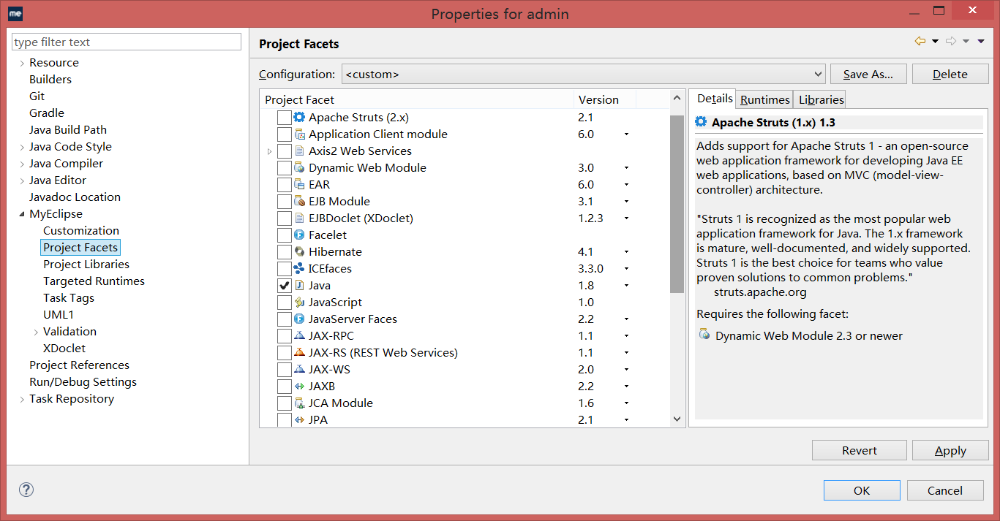 me
Properties for admin
type filter text
Resource
Builders
Git
Gradle
Java Build Path
Java Code Style
Java Compiler
Java Editor
Javadoc Location
MyEclipse
Customization
Project Facets
Project Libraries
Targeted Runtimes
Task Tags
UML1
Validation
XDoclet
Project References
Run/Debug Settings
Task Repository
Project Facets
Configuration: <custom> Save As... Delete
Project Facet Version
Apache Struts (2.x) 2.1
Application Client module 6.0
Axis2 Web Services
Dynamic Web Module 3.0
EAR 6.0
EJB Module 3.1
EJBDoclet (XDoclet) 1.2.3
Facelet
Hibernate 4.1
ICEfaces 3.3.0
Java 1.8
JavaScript 1.0
JavaServer Faces 2.2
JAX-RPC 1.1
JAX-RS (REST Web Services) 1.1
JAX-WS 2.0
JAXB 2.2
JCA Module 1.6
JPA 2.1
Details Runtimes Libraries
Apache Struts (1.x) 1.3
Adds support for Apache Struts 1 - an open-source
web application framework for developing Java EE
web applications, based on MVC (model-view-
controller) architecture.
"Struts 1 is recognized as the most popular web
application framework for Java. The 1.x framework
is mature, well-documented, and widely supported.
Struts 1 is the best choice for teams who value
proven solutions to common problems."
struts.apache.org
Requires the following facet:
Dynamic Web Module 2.3 or newer
Revert Apply
? OK Cancel